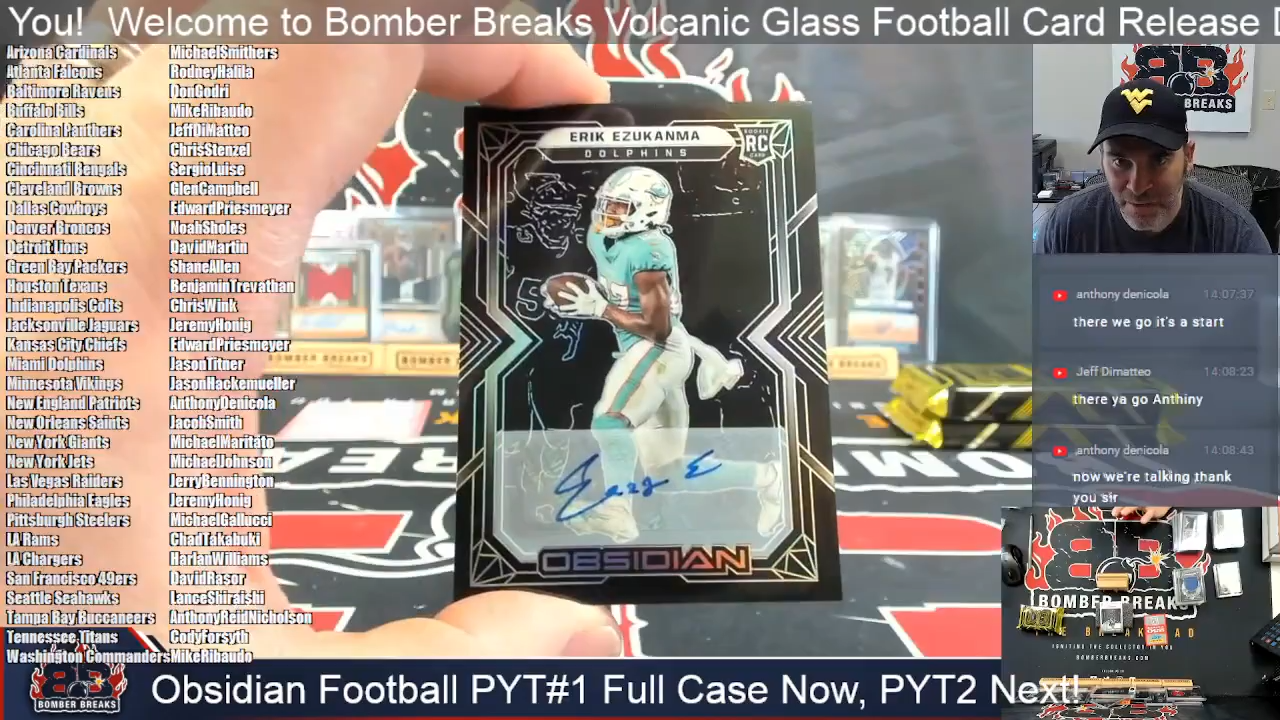 You! Welcome to Bomber Breaks Volcanic Glass Football Card Release
Arizona Cardinals MichaelSmithers
Atlanta Falcons RodneyHalila
Baltimore Ravens DonGodri
Buffalo Bills MikeRibaudo
Carolina Panthers JeffDiMatteo
Chicago Bears ChrisStenzel
Cincinati Bengals SergioLuise
Cleveland Browns GlenCampbell
Dallas Cowboys EdwardPriesmeyer
Denver Broncos NoahSholes
Detroit Lions DavidMartin
Green Bay Packers ShaneAllen
Houston Texans BenjaminTrevathan
Indianapolis Colts ChrisWink
Jacksonville Jaguars JeremyHonig
Kansas City Chiefs EdwardPriesmeyer
Miami Dolphins JasonTitner
Minnesota Vikings JasonHackemueller
New England Patriots AnthonyDenicola
New Orleans Saints JacobSmith
New York Giants MichaelMaritato
New York Jets MichaelJohnson
Las Vegas Raiders JerryBennington
Philadelphia Eagles JeremyHonig
Pittsburgh Steelers MichaelGallucci
LA Rams ChadTakabuki
LA Chargers HarlanWilliams
San Francisco 49ers DavidRasor
Seattle Seahawks LanceShiraishi
Tampa Bay Buccaneers AnthonyReidNicholson
Tennessee Titans CodyForsyth
Washington Commanders MikeRibaudo
ERIK EZUKANMA
DOLPHINS
ROOKIE
RC
CARD
OBSIDIAN
BOMBER BREAKS
BREAKS
anthony denicola 14:07:37
there we go it's a start
Jeff Dimatteo 14:08:23
there ya go Anthiny
anthony denicola 14:08:43
now we're talking thank
you sir
BOMBER BREAKS
BOMBER BREAKS
Obsidian Football PYT#1 Full Case Now, PYT2 Next!